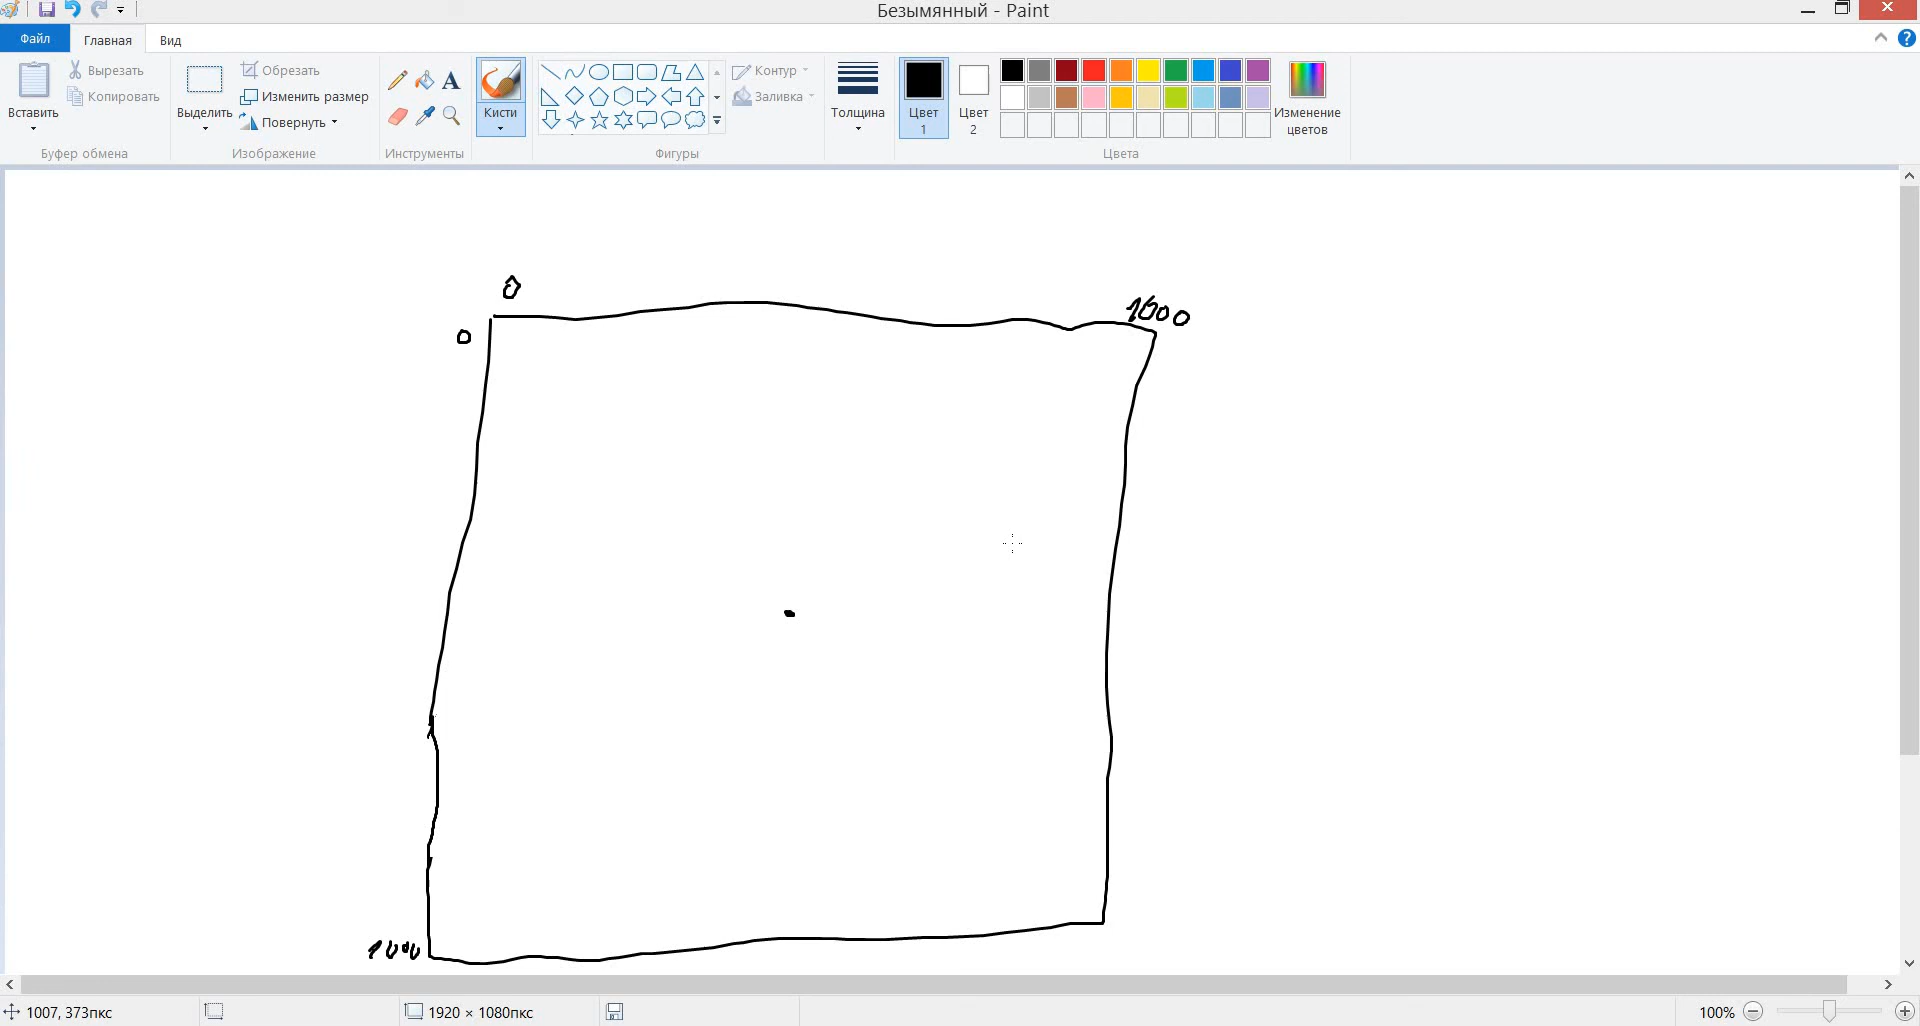 Безымянный - Paint
Файл Главная Вид
Вставить
Вырезать
Копировать
Буфер обмена
Выделить
Обрезать
Изменить размер
Повернуть
Изображение
A
Инструменты
Кисти
Контур
Заливка
Фигуры
Толщина
Цвет 1
Цвет 2
Изменение цветов
Цвета
0
0
1000
1000
1007, 373пкс
1920 × 1080пкс
100%